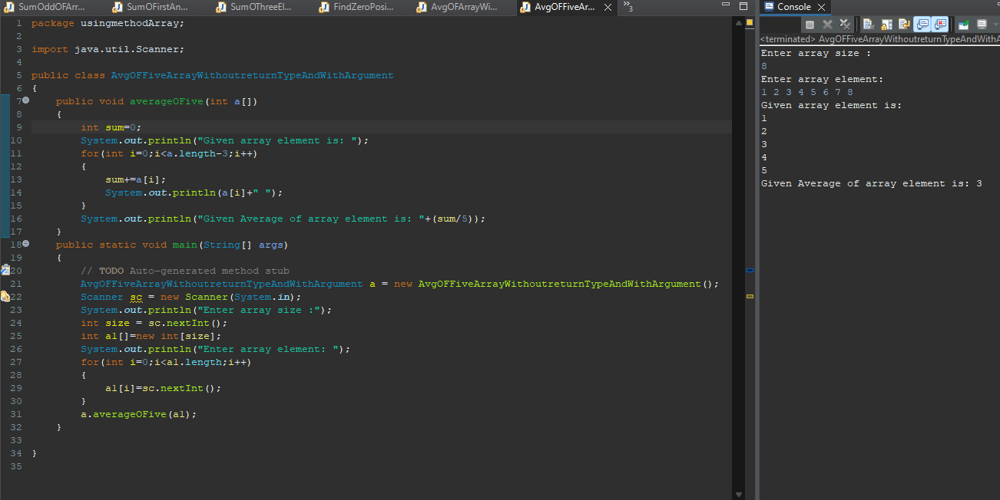 SumOddOfArr...
SumOFirstAn...
SumOThreeEl...
FindZeroPosi...
AvgOFArrayWi...
AvgOFFiveAr...
3
Console
<terminated> AvgOFFiveArrayWithoutreturnTypeAndWithA
1 package usingmethodArray;
2
3 import java.util.Scanner;
4
5 public class AvgOFFiveArrayWithoutreturnTypeAndWithArgument
6 {
7 public void averageOFive(int a[])
8 {
9 int sum=0;
10 System.out.println("Given array element is: ");
11 for(int i=0;i<a.length-3;i++)
12 {
13 sum+=a[i];
14 System.out.println(a[i]+" ");
15 }
16 System.out.println("Given Average of array element is: "+(sum/5));
17 }
18 public static void main(String[] args)
19 {
20 // TODO Auto-generated method stub
21 AvgOFFiveArrayWithoutreturnTypeAndWithArgument a = new AvgOFFiveArrayWithoutreturnTypeAndWithArgument();
22 Scanner sc = new Scanner(System.in);
23 System.out.println("Enter array size :");
24 int size = sc.nextInt();
25 int a1[]=new int[size];
26 System.out.println("Enter array element: ");
27 for(int i=0;i<a1.length;i++)
28 {
29 a1[i]=sc.nextInt();
30 }
31 a.averageOFive(a1);
32 }
33
34 }
35
Enter array size :
8
Enter array element:
1 2 3 4 5 6 7 8
Given array element is:
1
2
3
4
5
Given Average of array element is: 3